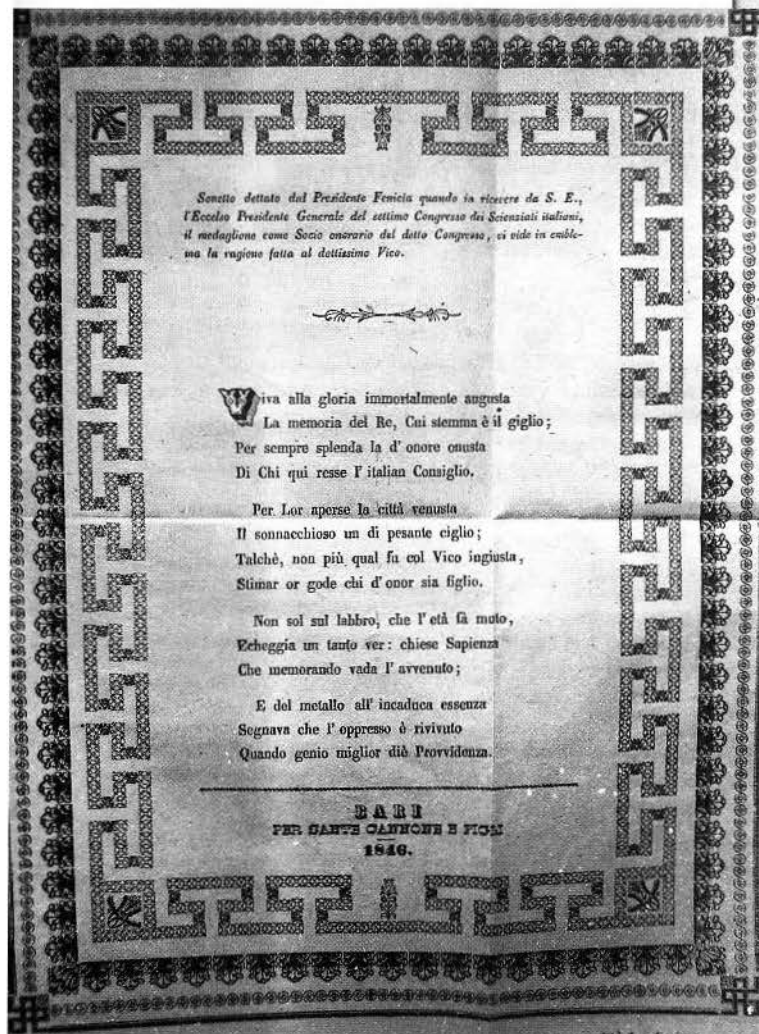 Sonetto dettato dal Presidente Fenicia quando in ricevere da S. E.,
l'Eccelso Presidente Generale del settimo Congresso dei Scienziati italiani,
il medaglione come Socio onorario del detto Congresso, ci vide in emble-
ma la ragione fatta al dottissimo Vico.
Viva alla gloria immortalmente augusta
La memoria del Re, Cui stemma è il giglio;
Per sempre splenda la d' onore onusta
Di Chi qui resse l' italian Consiglio.
Per Lor aperse la città venusta
Il sonnacchioso un dì pesante ciglio;
Talchè, non più qual fu col Vico ingiusta,
Stimar or gode chi d' onor sia figlio.
Non sol sul labbro, che l' età fà muto,
Echeggia un tanto ver: chiese Sapienza
Che memorando vada l' avvenuto;
E del metallo all' incaduca essenza
Segnava che l' oppresso è rivivuto
Quando genio miglior diè Provvidenza.
BARI
PER SANTE CANNONE E FIGLI
1846.